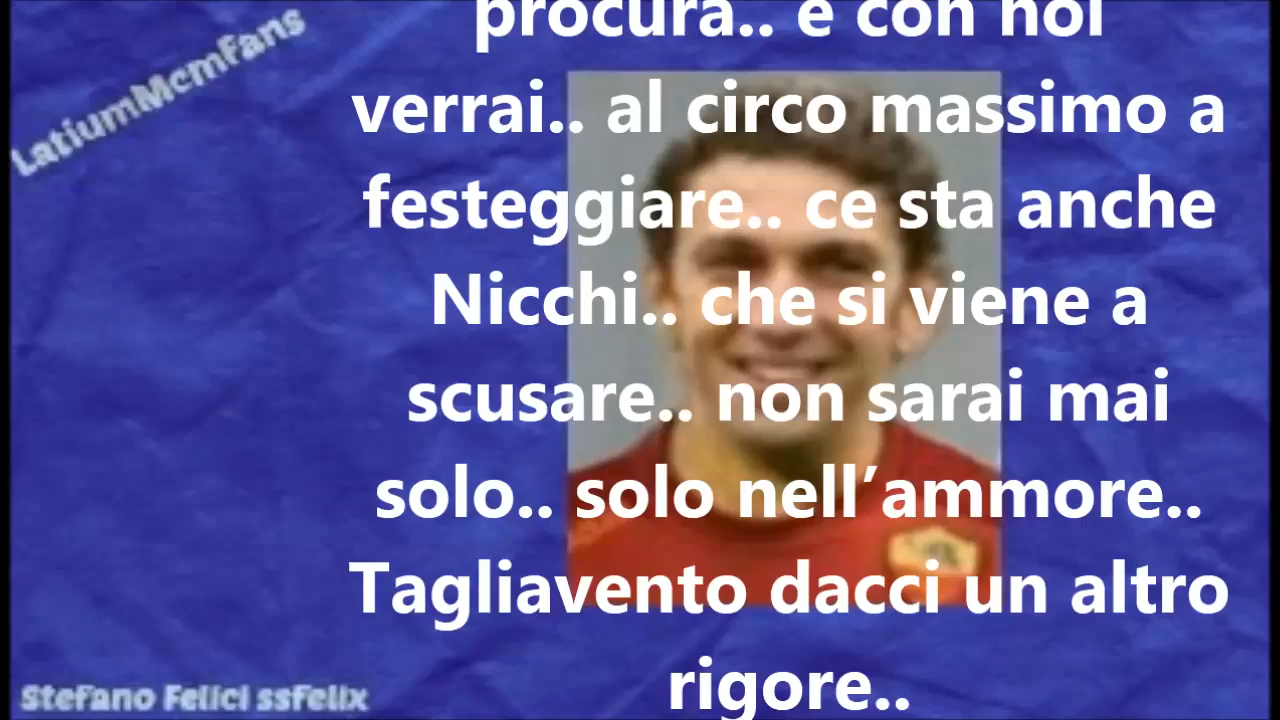 LatiumMcmfans
procura.. e con noi
verrai.. al circo massimo a
festeggiare.. ce sta anche
Nicchi.. che si viene a
scusare.. non sarai mai
solo.. solo nell’ammore..
Tagliavento dacci un altro
rigore..
Stefano Felici ssfelix